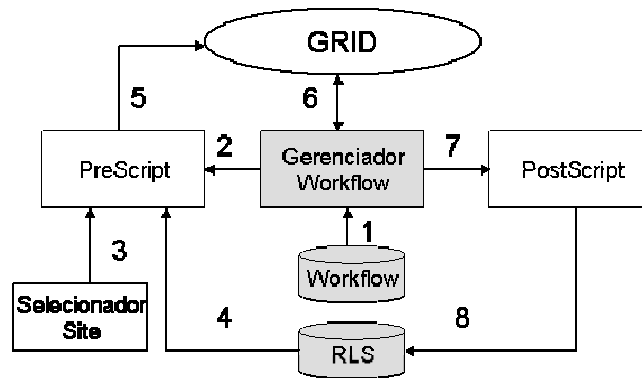 GRID
5
6
2
7
PreScript
Gerenciador
Workflow
PostScript
1
3
Workflow
Selecionador
Site
4
8
RLS